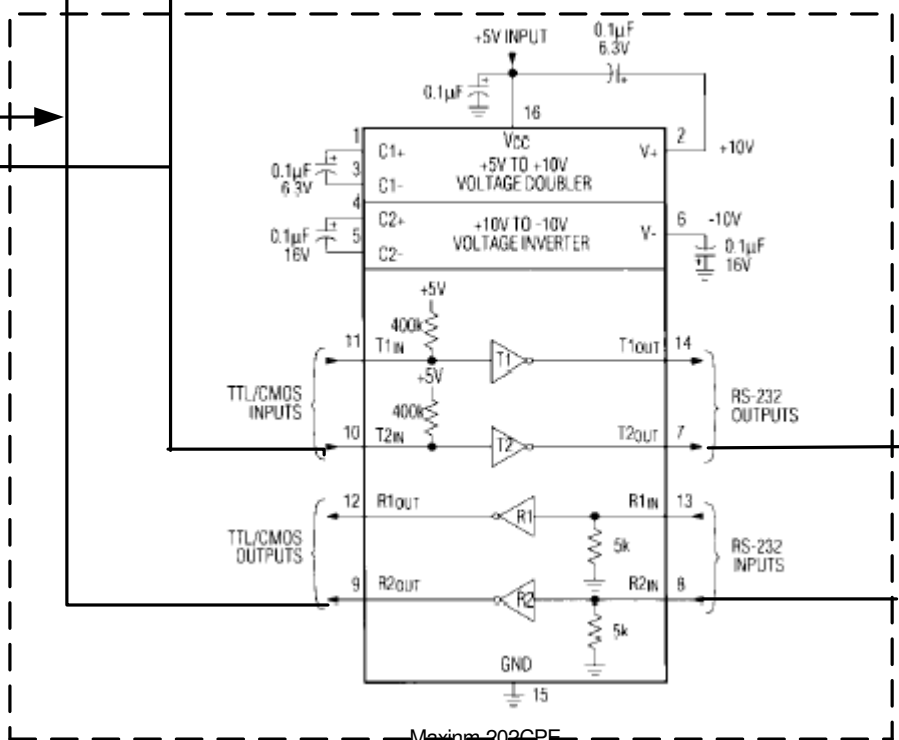 +5V INPUT
0.1µF
6.3V
0.1µF
16
1
C1+
VCC
V+
2
+10V
0.1µF
6.3V
3
C1-
+5V TO +10V
VOLTAGE DOUBLER
4
C2+
+10V TO -10V
VOLTAGE INVERTER
V-
6
-10V
0.1µF
16V
5
C2-
0.1µF
16V
+5V
400k
11
T1IN
T1
T1OUT
14
+5V
TTL/CMOS
INPUTS
400k
RS-232
OUTPUTS
10
T2IN
T2
T2OUT
7
12
R1OUT
R1
R1IN
13
TTL/CMOS
OUTPUTS
5k
RS-232
INPUTS
9
R2OUT
R2
R2IN
8
5k
GND
15
Maxinm 202CPE